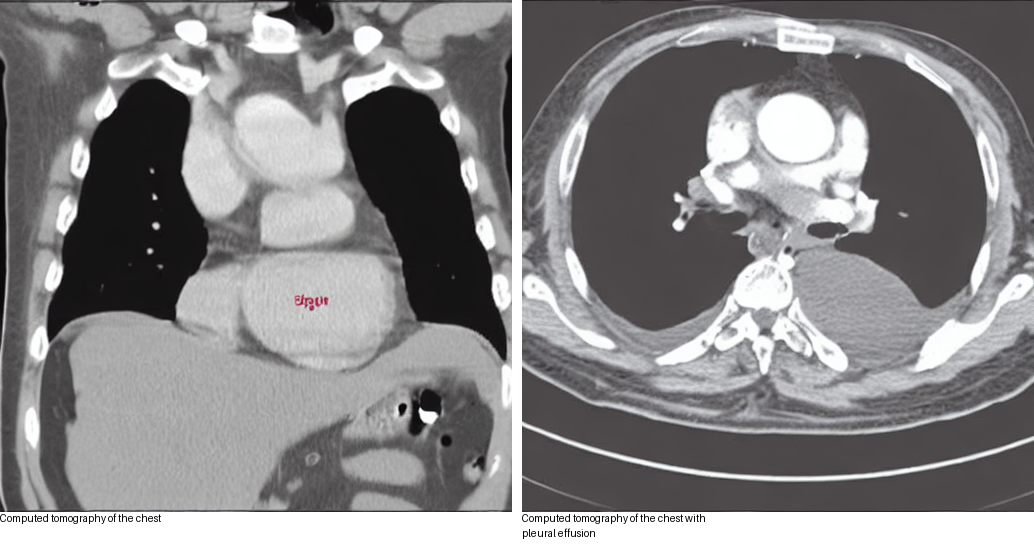 Computed tomography of the chest
Computed tomography of the chest with
pleural effusion